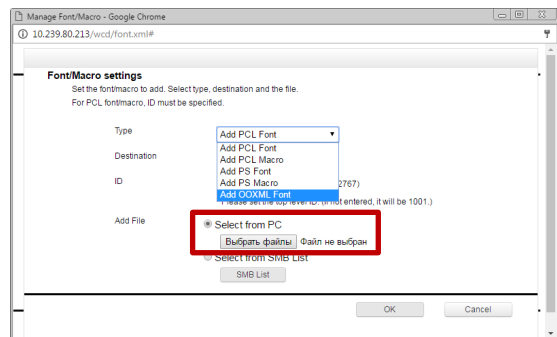 Manage Font/Macro - Google Chrome
10.239.80.213/wcd/font.xml#
Font/Macro settings
Set the font/macro to add. Select type, destination and the file.
For PCL font/macro, ID must be specified.
Type
Add PCL Font
Add PCL Font
Add PCL Macro
Add PS Font
Add PS Macro
Add OOXML Font
Destination
ID
2767)
Please set the top level ID. (If not entered, it will be 1001.)
Add File
Select from PC
Выбрать файлы Файл не выбран
Select from SMB List
SMB List
OK Cancel